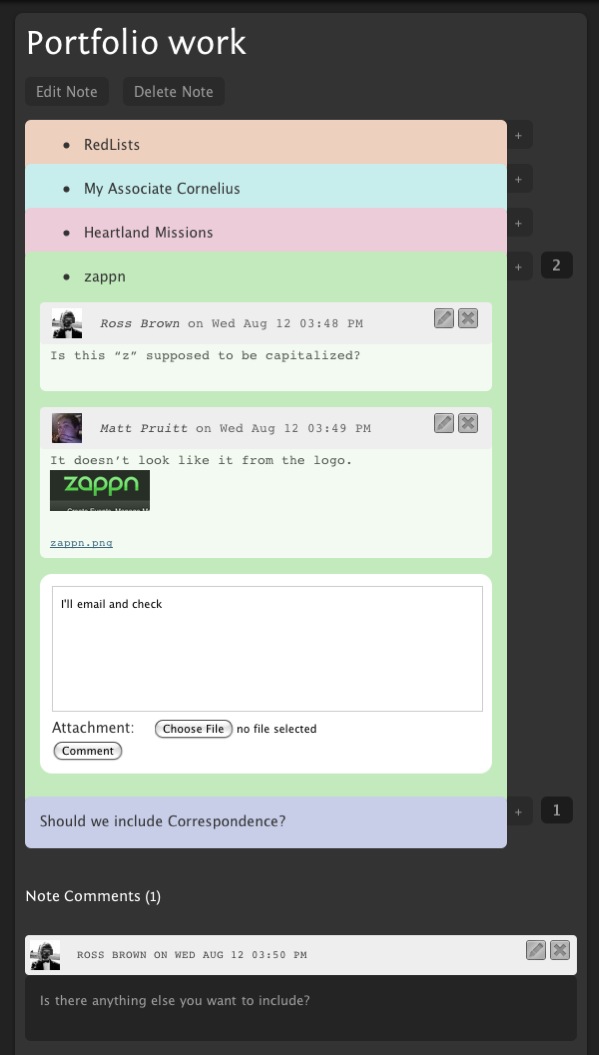 Portfolio work
Edit Note Delete Note
• RedLists +
• My Associate Cornelius +
• Heartland Missions +
• zappn + 2
Ross Brown on Wed Aug 12 03:48 PM
Is this “z” supposed to be capitalized?
Matt Pruitt on Wed Aug 12 03:49 PM
It doesn’t look like it from the logo.
zappn
Create Events, Manage M
zappn.png
I'll email and check
Attachment: Choose File no file selected
Comment
Should we include Correspondence? + 1
Note Comments (1)
ROSS BROWN ON WED AUG 12 03:50 PM
Is there anything else you want to include?